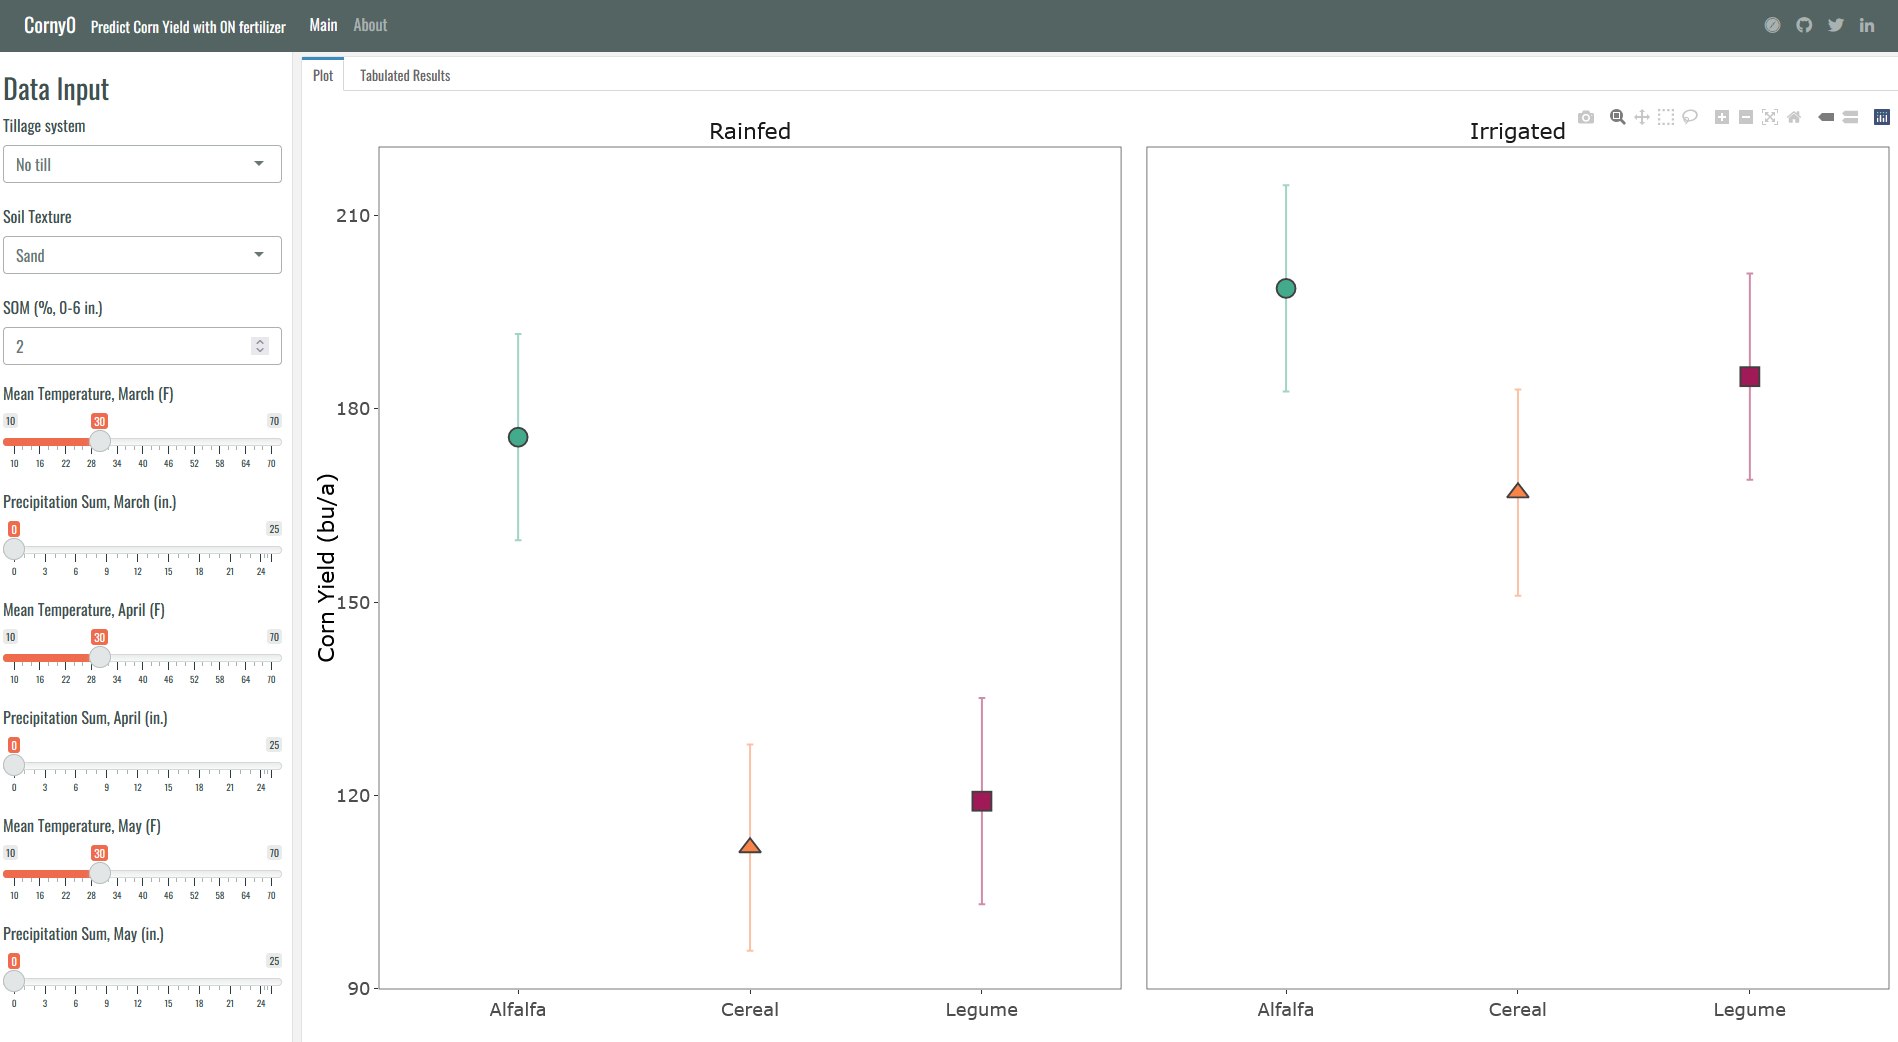 Corny0 Predict Corn Yield with 0N fertilizer Main About
Data Input
Tillage system
No till
Soil Texture
Sand
SOM (%, 0-6 in.)
2
Mean Temperature, March (F)
10 30 70
10 16 22 28 34 40 46 52 58 64 70
Precipitation Sum, March (in.)
0 25
0 3 6 9 12 15 18 21 24
Mean Temperature, April (F)
10 30 70
10 16 22 28 34 40 46 52 58 64 70
Precipitation Sum, April (in.)
0 25
0 3 6 9 12 15 18 21 24
Mean Temperature, May (F)
10 30 70
10 16 22 28 34 40 46 52 58 64 70
Precipitation Sum, May (in.)
0 25
0 3 6 9 12 15 18 21 24
Plot Tabulated Results
Rainfed Irrigated
Corn Yield (bu/a)
210
180
150
120
90
Alfalfa Cereal Legume Alfalfa Cereal Legume